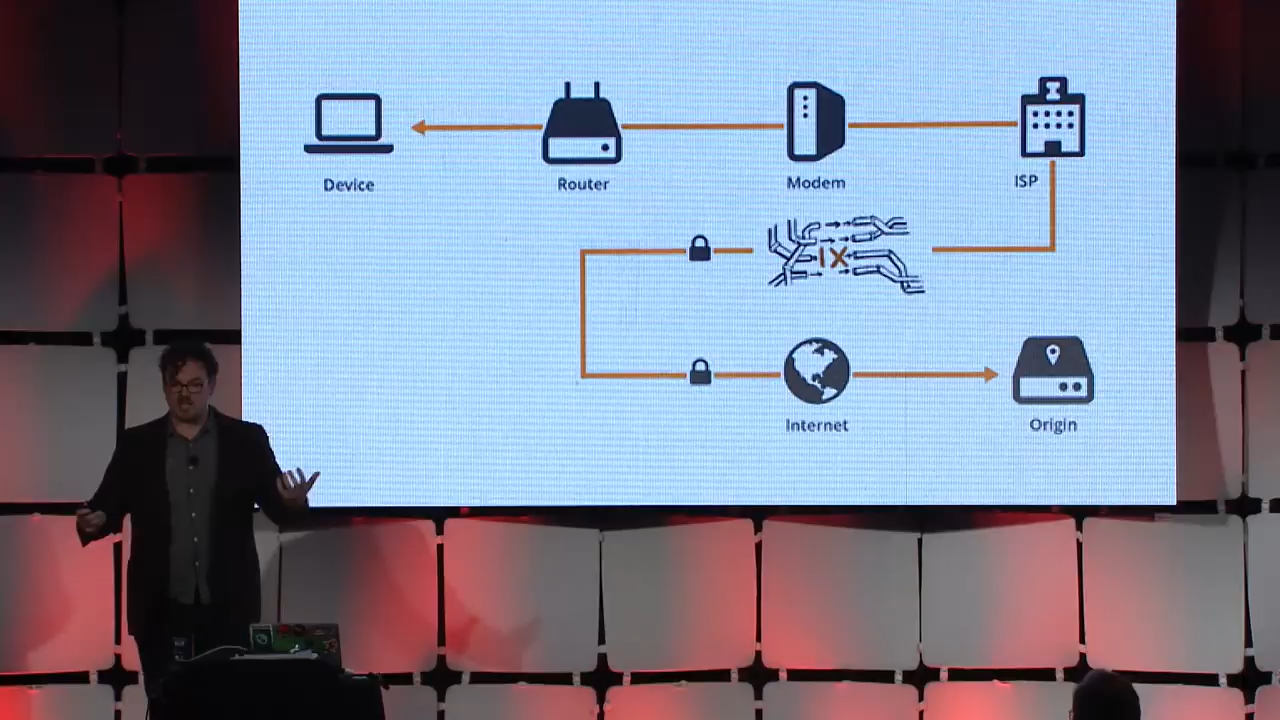 Device
Router
Modem
ISP
IX
Internet
Origin